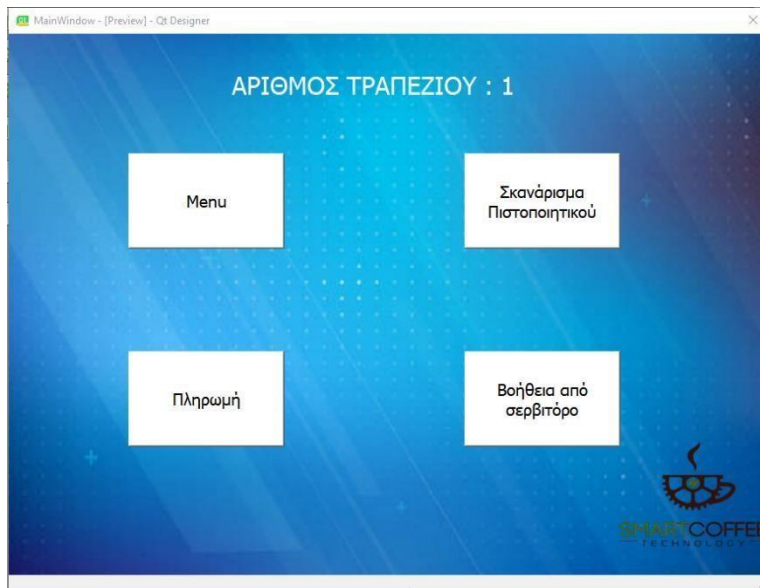 MainWindow - [Preview] - Qt Designer
ΑΡΙΘΜΟΣ ΤΡΑΠΕΖΙΟΥ : 1
Menu
Σκανάρισμα
Πιστοποιητικού
Πληρωμή
Βοήθεια από
σερβιτόρο
SMARTCOFFEE
TECHNOLOGY